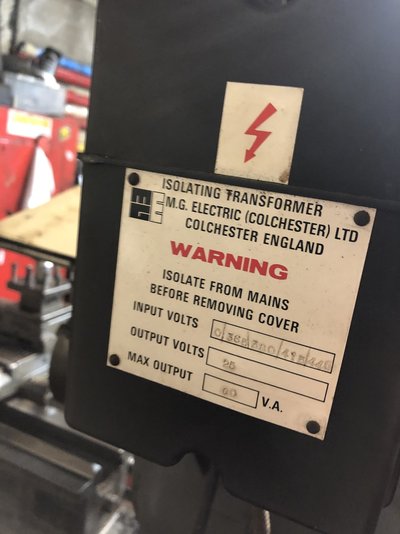 ISOLATING TRANSFORMER
M.G. ELECTRIC (COLCHESTER) LTD
COLCHESTER ENGLAND
WARNING
ISOLATE FROM MAINS
BEFORE REMOVING COVER
INPUT VOLTS
OUTPUT VOLTS 25
MAX OUTPUT V.A.